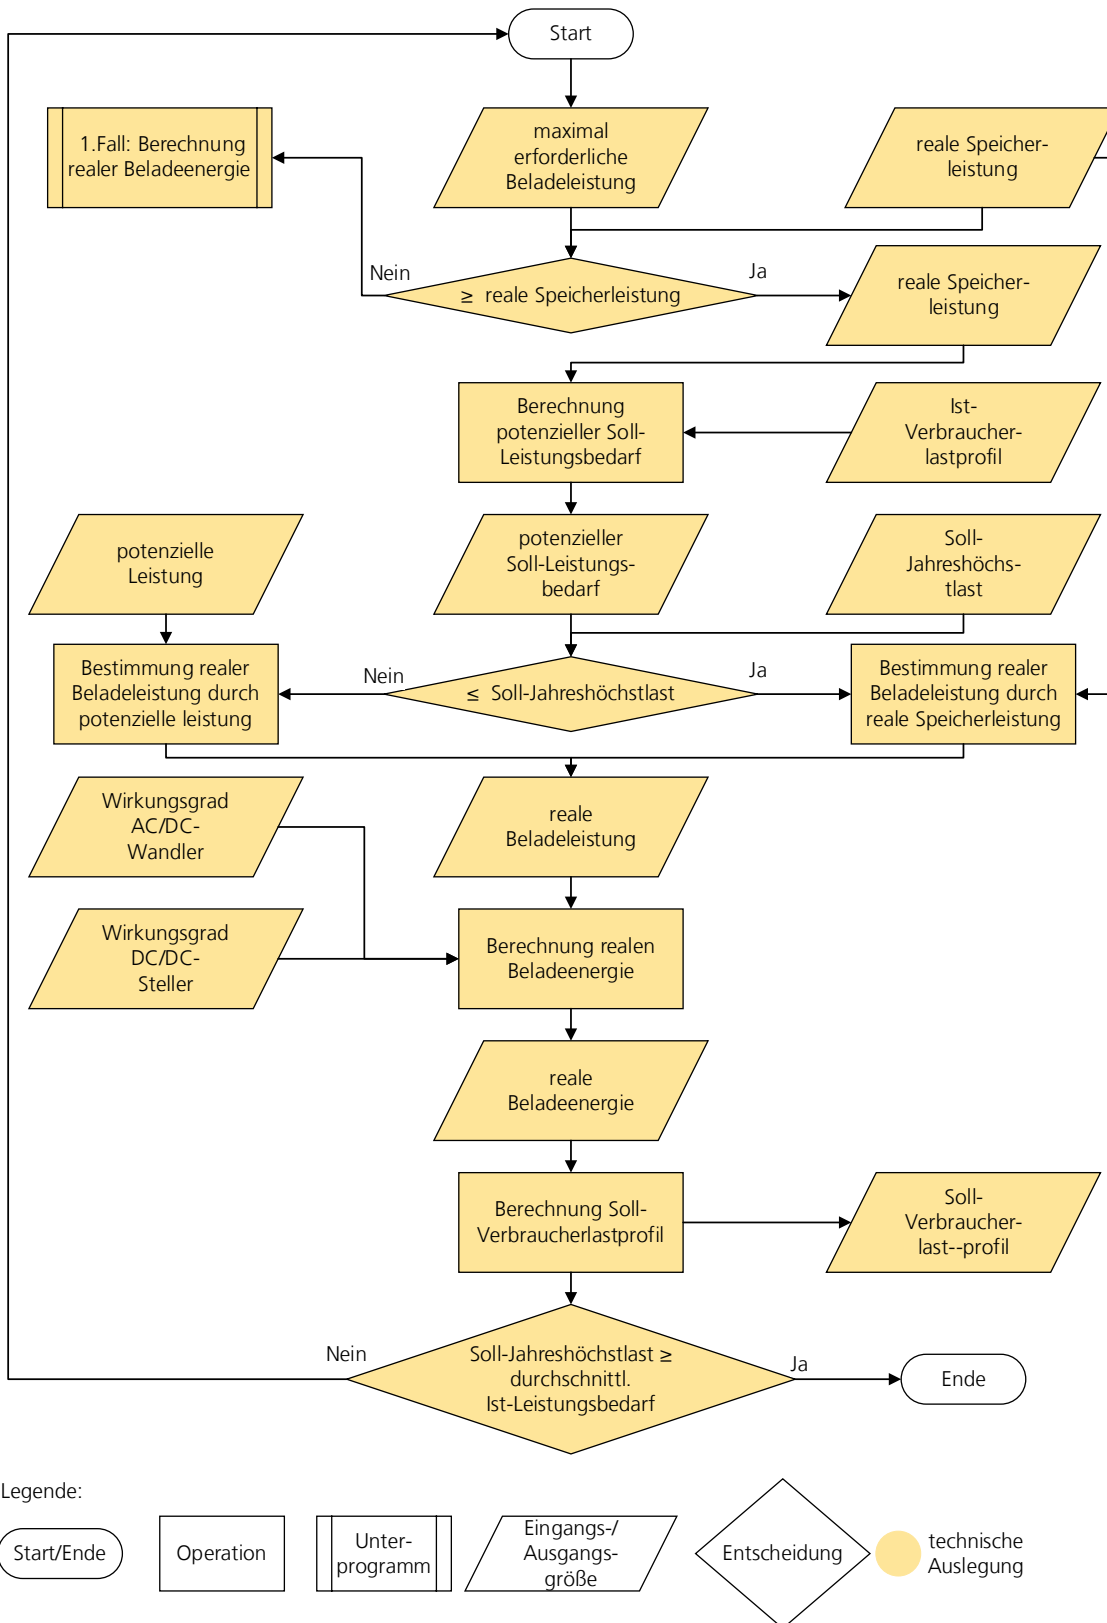 Start
1.Fall: Berechnung
realer Beladeenergie
maximal
erforderliche
Beladeleistung
reale Speicher-
leistung
Nein
≥ reale Speicherleistung
Ja
reale Speicher-
leistung
Berechnung
potenzieller Soll-
Leistungsbedarf
Ist-
Verbraucher-
lastprofil
potenzielle
Leistung
potenzieller
Soll-Leistungs-
bedarf
Soll-
Jahreshöchs-
tlast
Bestimmung realer
Beladeleistung durch
potenzielle leistung
Nein
≤ Soll-Jahreshöchstlast
Ja
Bestimmung realer
Beladeleistung durch
reale Speicherleistung
Wirkungsgrad
AC/DC-
Wandler
reale
Beladeleistung
Wirkungsgrad
DC/DC-
Steller
Berechnung realen
Beladeenergie
reale
Beladeenergie
Berechnung Soll-
Verbraucherlastprofil
Soll-
Verbraucher-
last--profil
Nein
Soll-Jahreshöchstlast ≥
durchschnittl.
Ist-Leistungsbedarf
Ja
Ende
Legende:
Start/Ende
Operation
Unter-
programm
Eingangs-/
Ausgangs-
größe
Entscheidung
technische
Auslegung